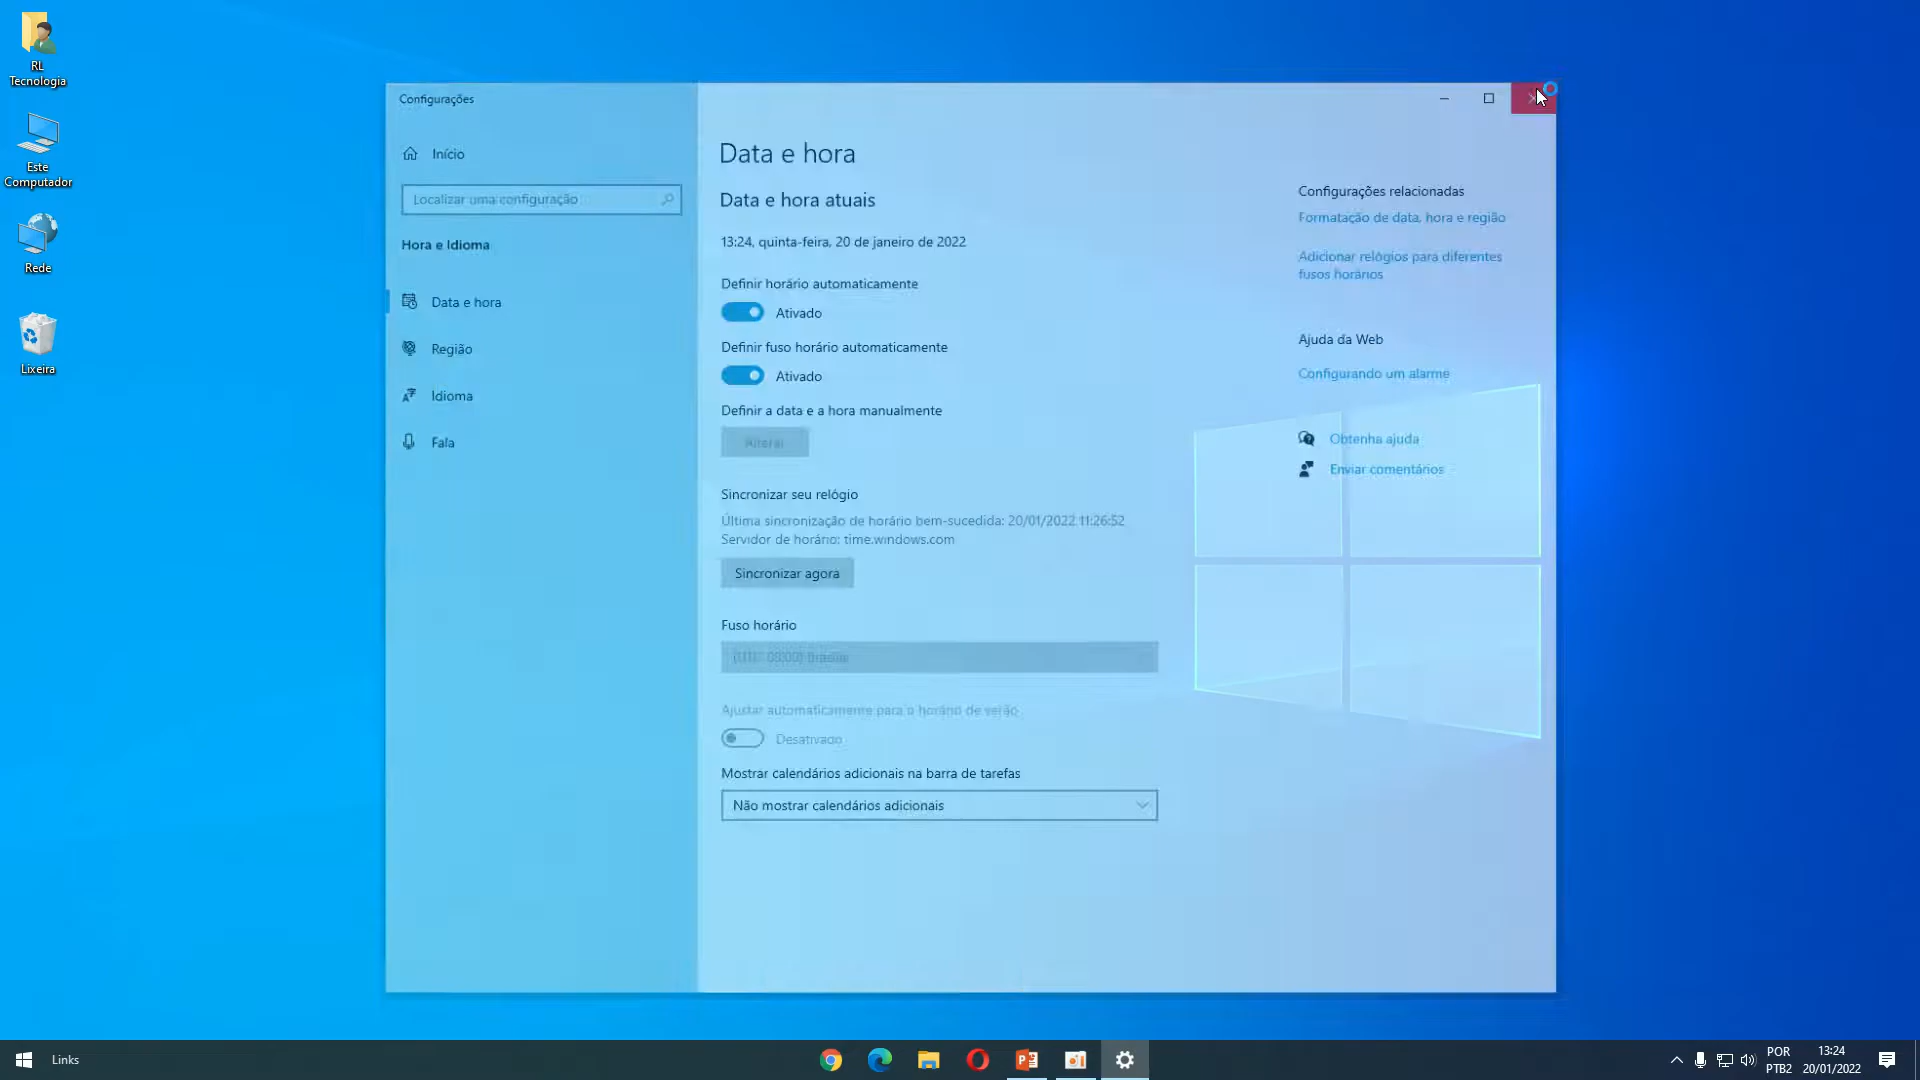 RL
Tecnologia
Este
Computador
Rede
Lixeira
Configurações
Início
Localizar uma configuração
Hora e Idioma
Data e hora
Região
Idioma
Fala
Data e hora
Data e hora atuais
13:24, quinta-feira, 20 de janeiro de 2022
Definir horário automaticamente
Ativado
Definir fuso horário automaticamente
Ativado
Definir a data e a hora manualmente
Alterar
Sincronizar seu relógio
Última sincronização de horário bem-sucedida: 20/01/2022 11:26:52
Servidor de horário: time.windows.com
Sincronizar agora
Fuso horário
(UTC-03:00) Brasília
Ajustar automaticamente para o horário de verão
Desativado
Mostrar calendários adicionais na barra de tarefas
Não mostrar calendários adicionais
Configurações relacionadas
Formatação de data, hora e região
Adicionar relógios para diferentes
fusos horários
Ajuda da Web
Configurando um alarme
Obtenha ajuda
Enviar comentários
Links
POR
PTB2
13:24
20/01/2022